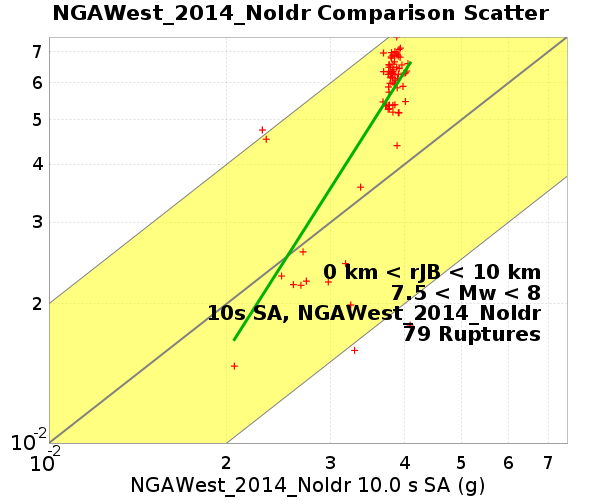 NGAWest_2014_NoIdr Comparison Scatter
7
6
5
4
3
2
10-2
10-2
2
3
4
5
6
7
0 km < rJB < 10 km
7.5 < Mw < 8
10s SA, NGAWest_2014_NoIdr
79 Ruptures
NGAWest_2014_NoIdr 10.0 s SA (g)